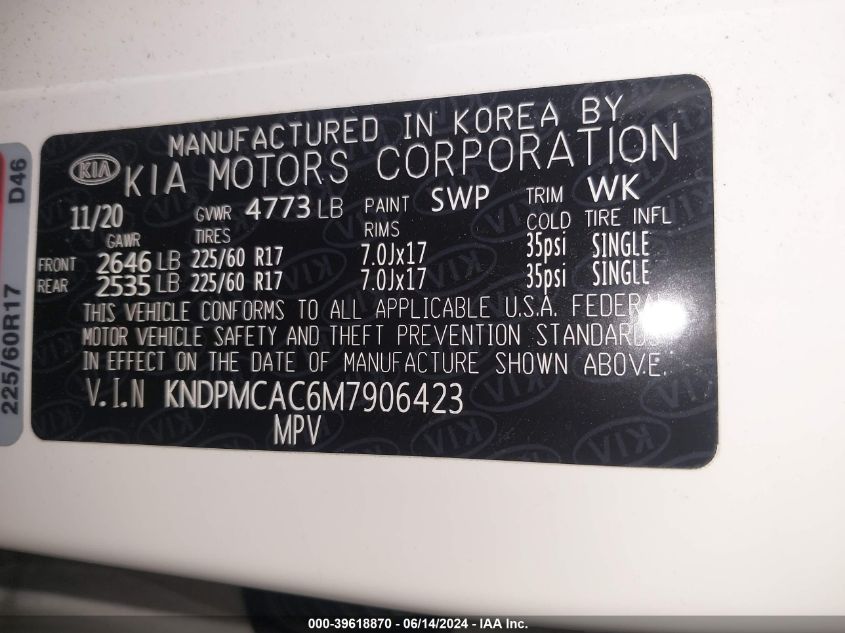 MANUFACTURED IN KOREA BY
KIA KIA MOTORS CORPORATION
11/20 GVWR 4773 LB PAINT SWP TRIM WK
GAWR TIRES RIMS COLD TIRE INFL
FRONT 2646 LB 225/60 R17 7.0Jx17 35psi SINGLE
REAR 2535 LB 225/60 R17 7.0Jx17 35psi SINGLE
THIS VEHICLE CONFORMS TO ALL APPLICABLE U.S.A. FEDERAL
MOTOR VEHICLE SAFETY AND THEFT PREVENTION STANDARDS
IN EFFECT ON THE DATE OF MANUFACTURE SHOWN ABOVE.
V.I.N KNDPMCAC6M7906423
MPV
225/60R17 D46
000-39618870 - 06/14/2024 - IAA Inc.